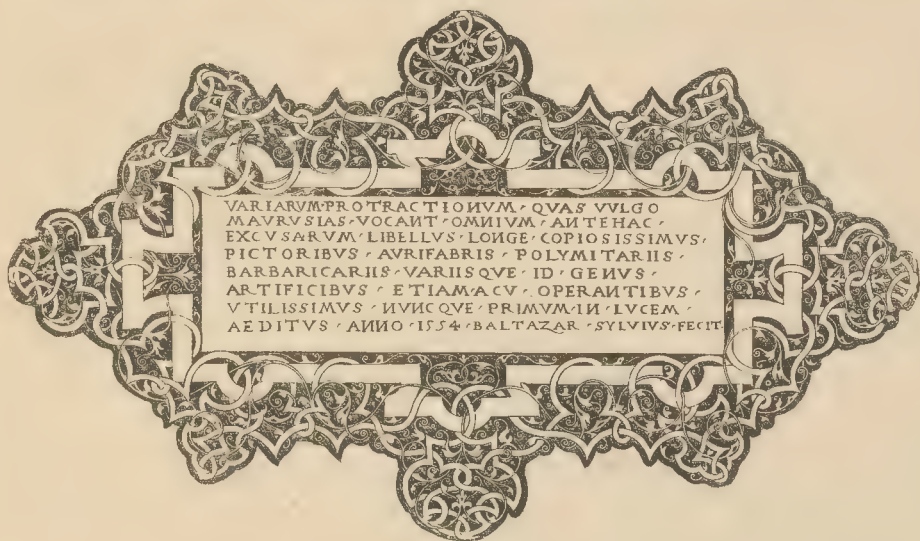 VARIARVM·PROTRACTIONVM·QVAS VVLGO
MAVRVSIAS·VOCANT·OMNIVM·ANTEHAC·
EXCVSARVM·LIBELLVS·LONGE·COPIOSISSIMVS·
PICTORIBVS·AVRIFABRIS·POLYMITARIIS·
BARBARICARIIS·VARIISQVE·ID·GENVS·
ARTIFICIBVS·ETIAM·ACV·OPERANTIBVS·
VTILISSIMVS·NVNCQVE·PRIMVM·IN·LVCEM·
AEDITVS·ANNO·1554·BALTAZAR·SYLVIVS·FECIT·